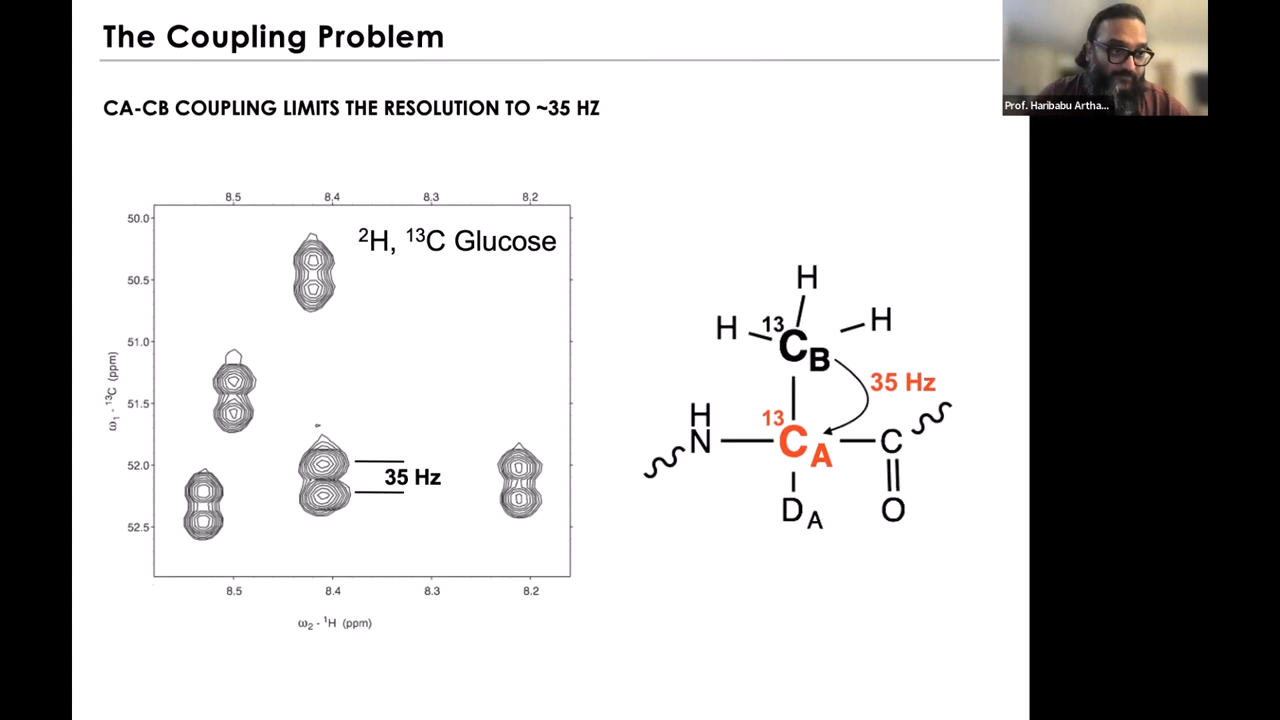 The Coupling Problem
Prof. Haribabu Artha...
CA-CB COUPLING LIMITS THE RESOLUTION TO ~35 HZ
8.5 8.4 8.3 8.2
50.0
²H, ¹³C Glucose
50.5
51.0
51.5
52.0
52.5
35 Hz
ω₁ - ¹³C (ppm)
8.5 8.4 8.3 8.2
ω₂ - ¹H (ppm)
H
H 13 C B H
35 Hz
H
N 13 C A C
D A O